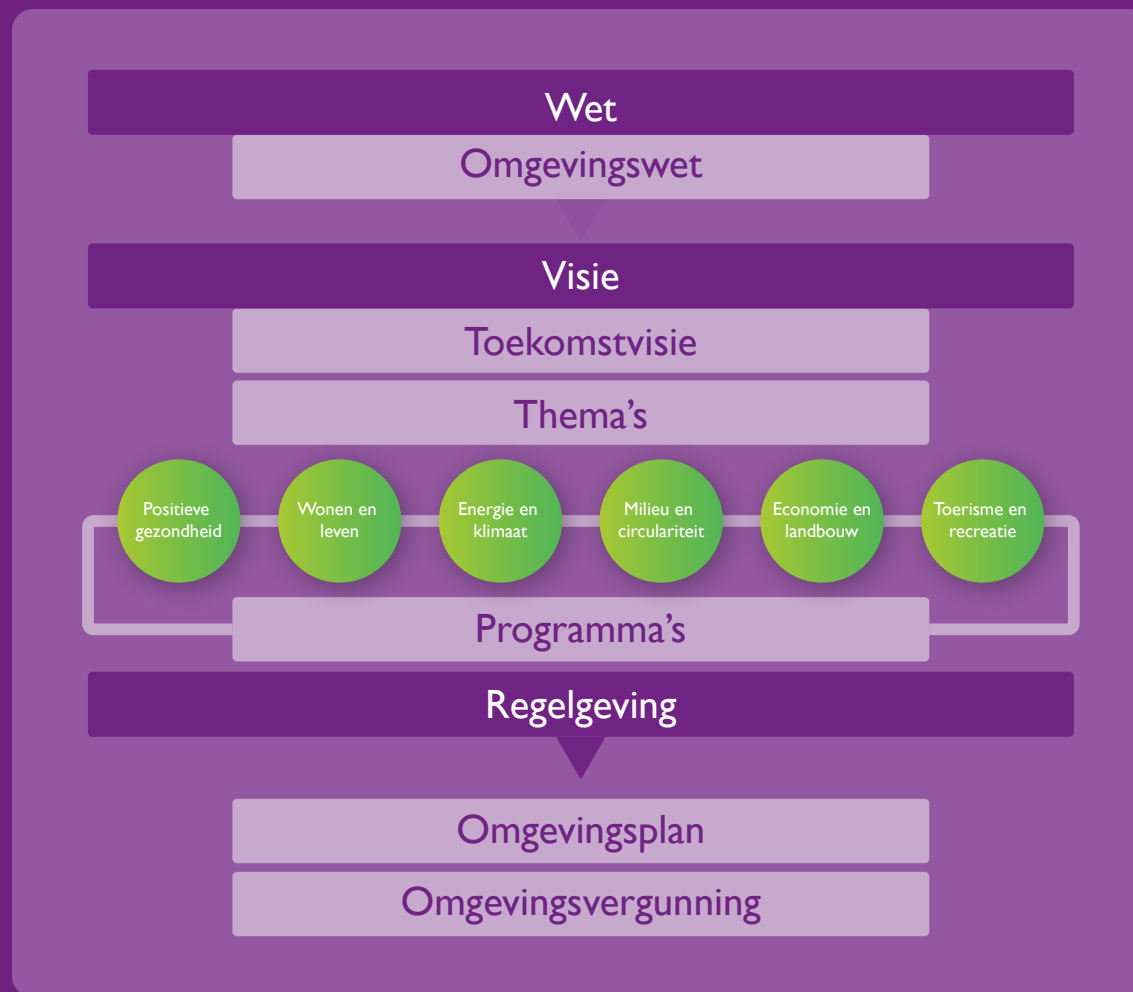 Wet
Omgevingswet
Visie
Toekomstvisie
Thema’s
Positieve
gezondheid
Wonen en
leven
Energie en
klimaat
Milieu en
circulariteit
Economie en
landbouw
Toerisme en
recreatie
Programma’s
Regelgeving
Omgevingsplan
Omgevingsvergunning